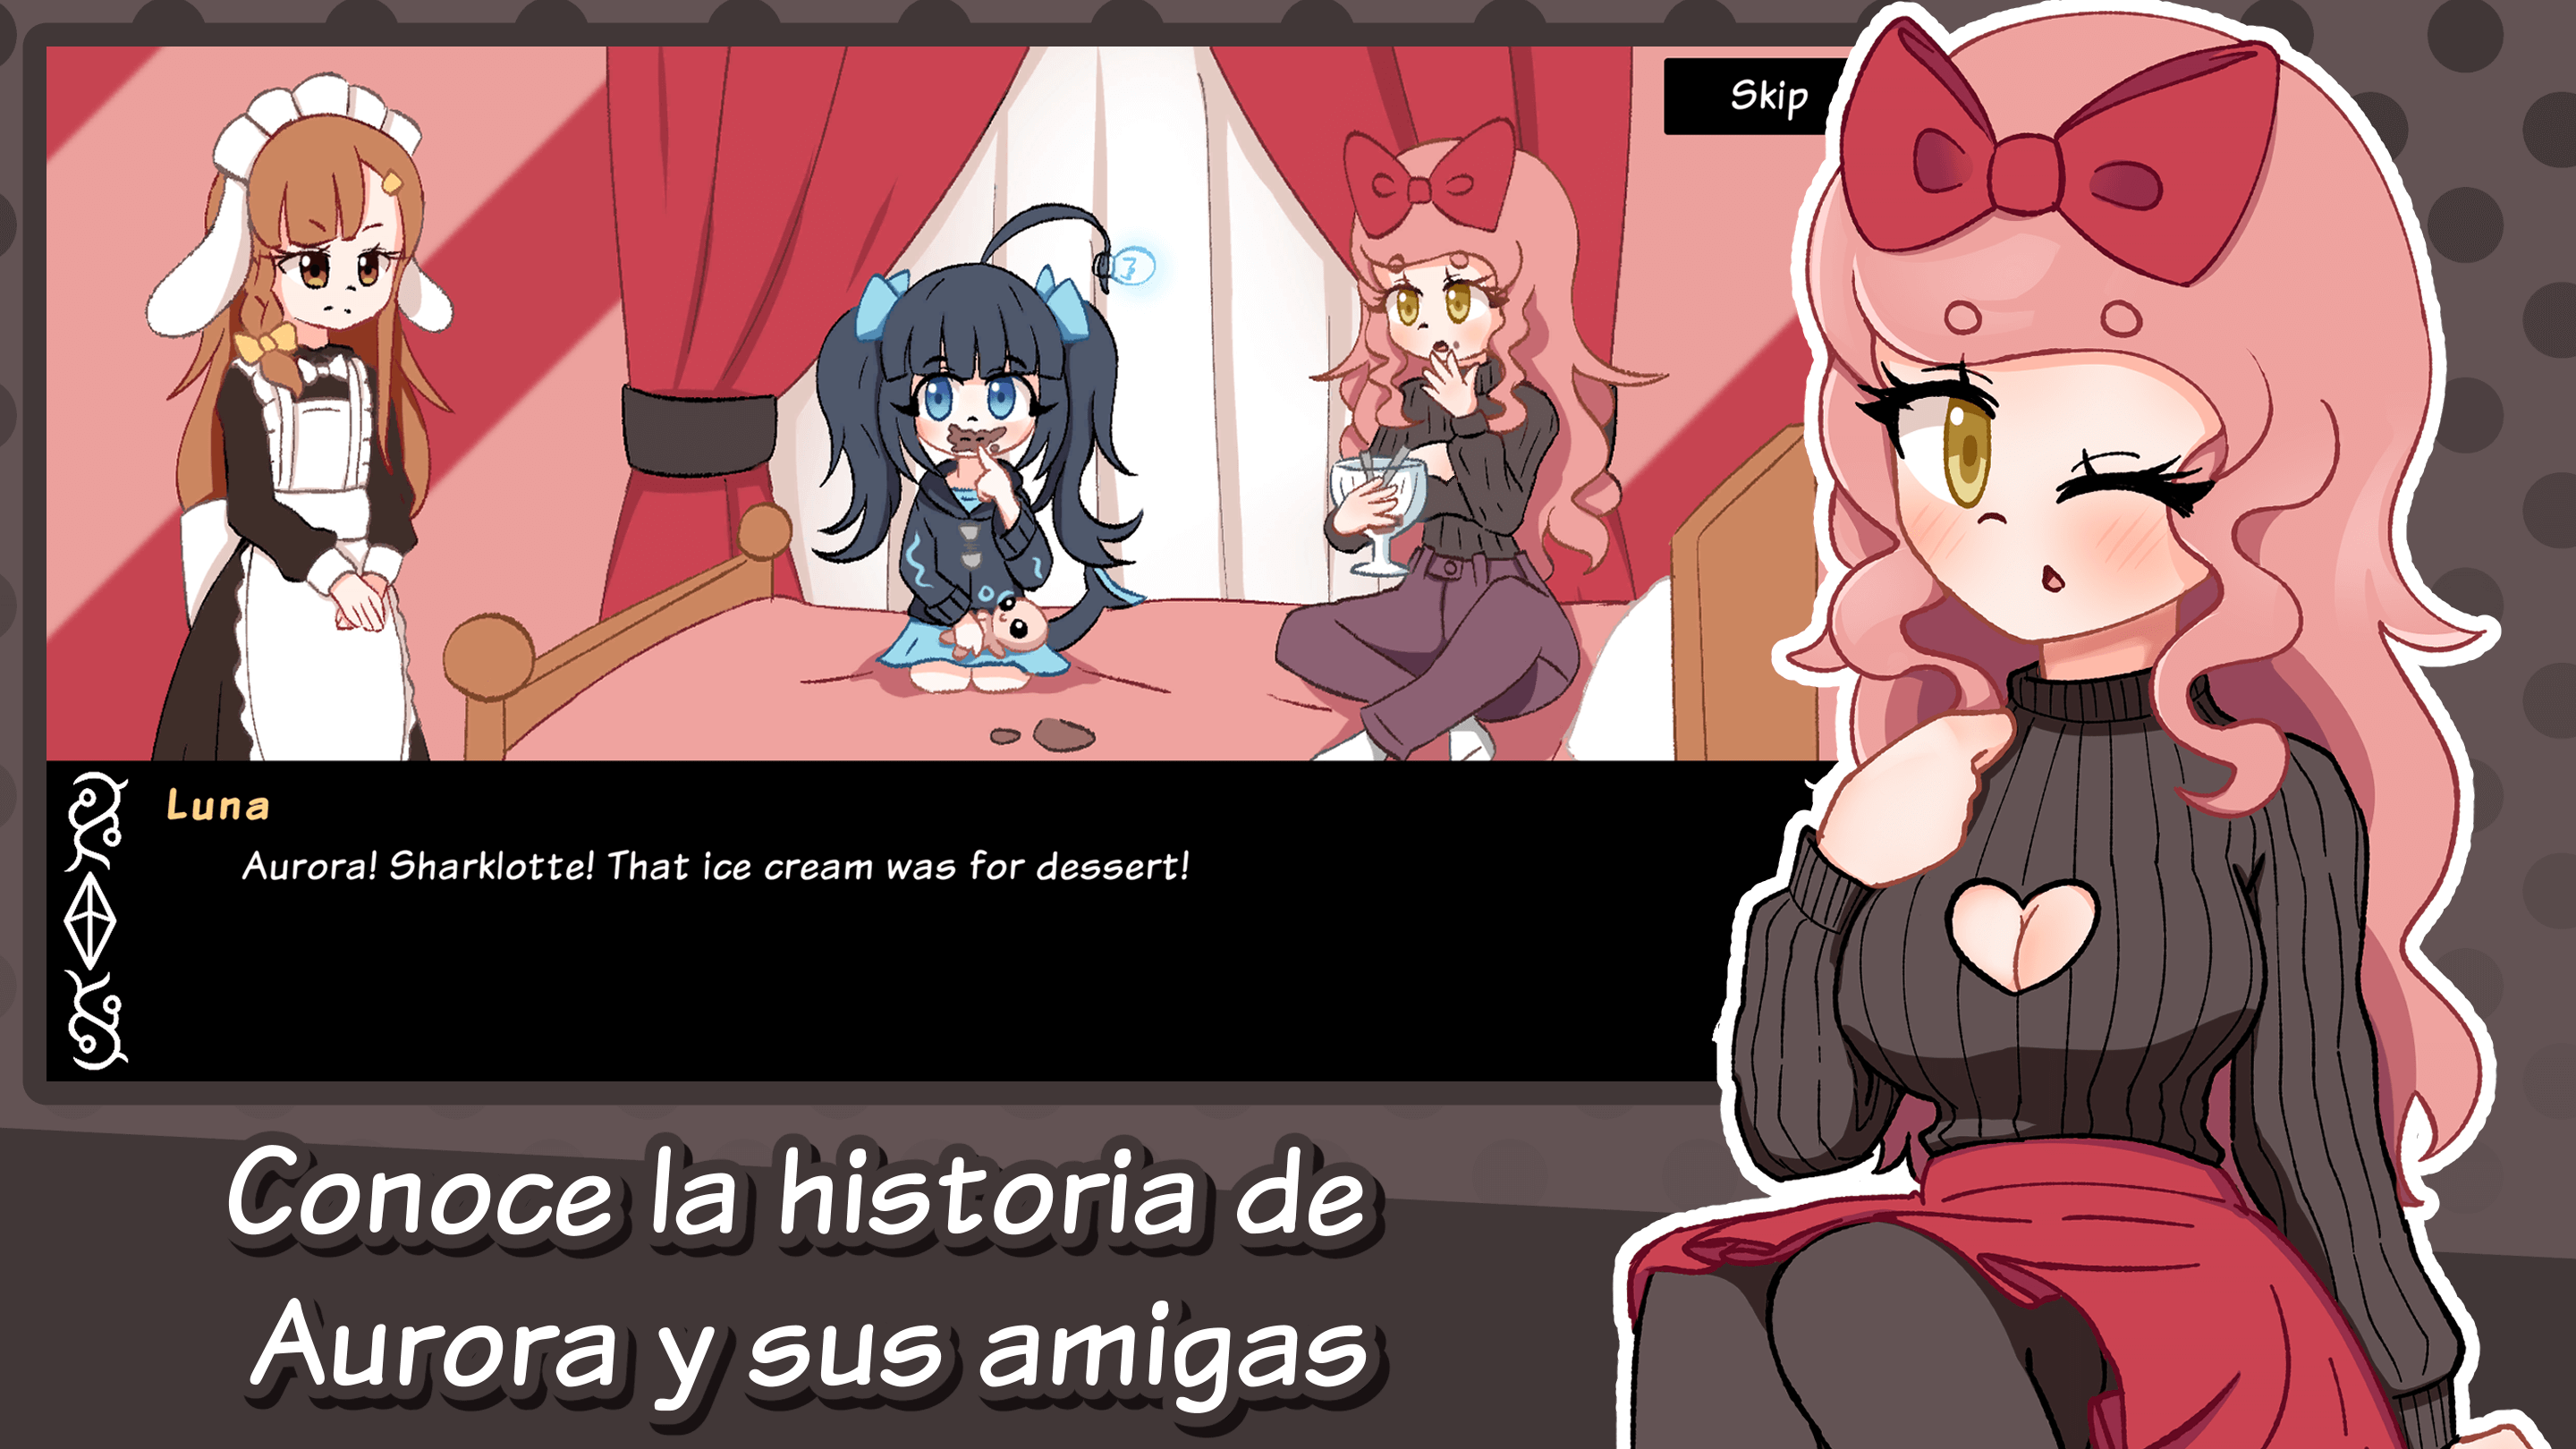 Skip
Luna
Aurora! Sharklotte! That ice cream was for dessert!
Conoce la historia de
Aurora y sus amigas